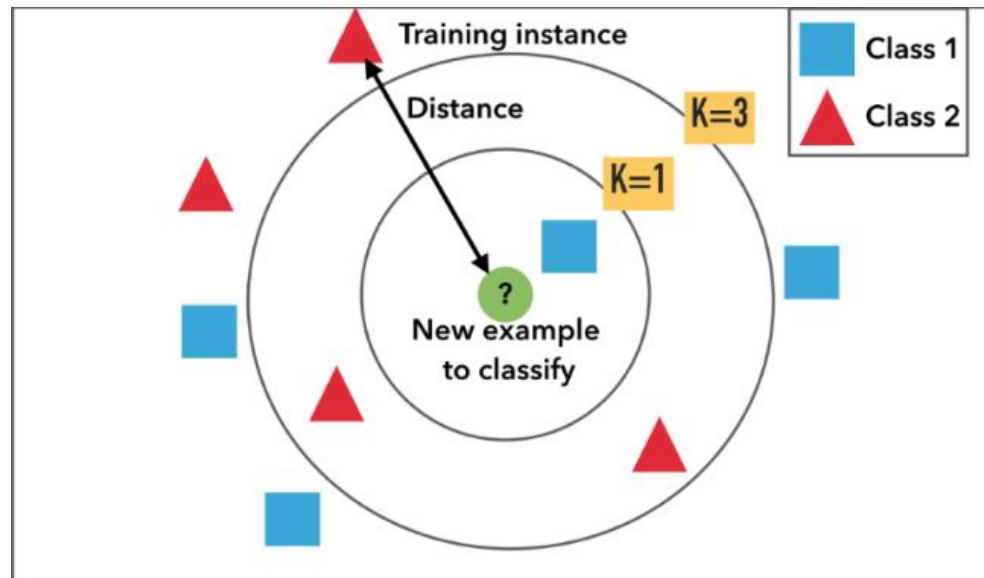 Training instance
Distance
K=3
K=1
Class 1
Class 2
?
New example
to classify